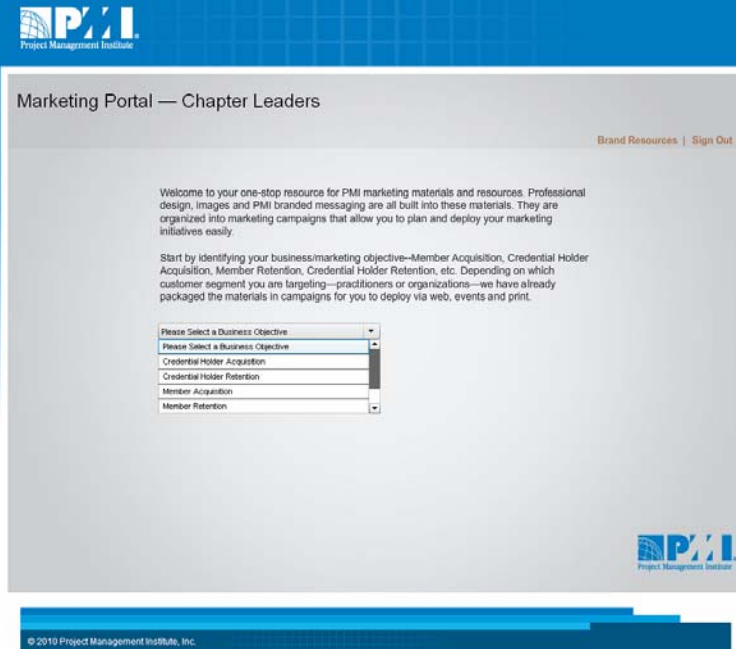 PMI
Project Management Institute
Marketing Portal — Chapter Leaders
Brand Resources | Sign Out
Welcome to your one-stop resource for PMI marketing materials and resources. Professional
design, images and PMI branded messaging are all built into these materials. They are
organized into marketing campaigns that allow you to plan and deploy your marketing
initiatives easily.
Start by identifying your business/marketing objective--Member Acquisition, Credential Holder
Acquisition, Member Retention, Credential Holder Retention, etc. Depending on which
customer segment you are targeting—practitioners or organizations—we have already
packaged the materials in campaigns for you to deploy via web, events and print.
Please Select a Business Objective
Please Select a Business Objective
Credential Holder Acquisition
Credential Holder Retention
Member Acquisition
Member Retention
PMI
Project Management Institute
© 2010 Project Management Institute, Inc.